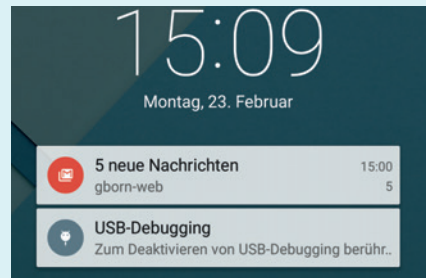 15:09
Montag, 23. Februar
5 neue Nachrichten 15:00
gborn-web 5
USB-Debugging
Zum Deaktivieren von USB-Debugging berühr..